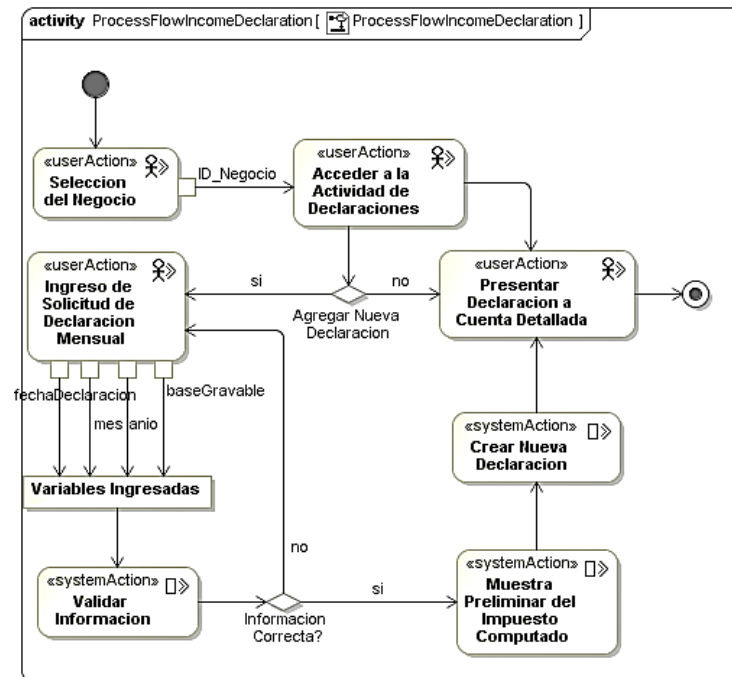 activity ProcessFlowIncomeDeclaration [ ProcessFlowIncomeDeclaration ]
«userAction»
Seleccion
del Negocio
ID_Negocio
«userAction»
Acceder a la
Actividad de
Declaraciones
«userAction»
Ingreso de
Solicitud de
Declaracion
Mensual
si
no
Agregar Nueva
Declaracion
«userAction»
Presentar
Declaracion a
Cuenta Detallada
fechaDeclaracion
baseGravable
mes
anio
Variables Ingresadas
«systemAction»
Crear Nueva
Declaracion
no
«systemAction»
Validar
Informacion
Informacion
Correcta?
si
«systemAction»
Muestra
Preliminar del
Impuesto
Computado